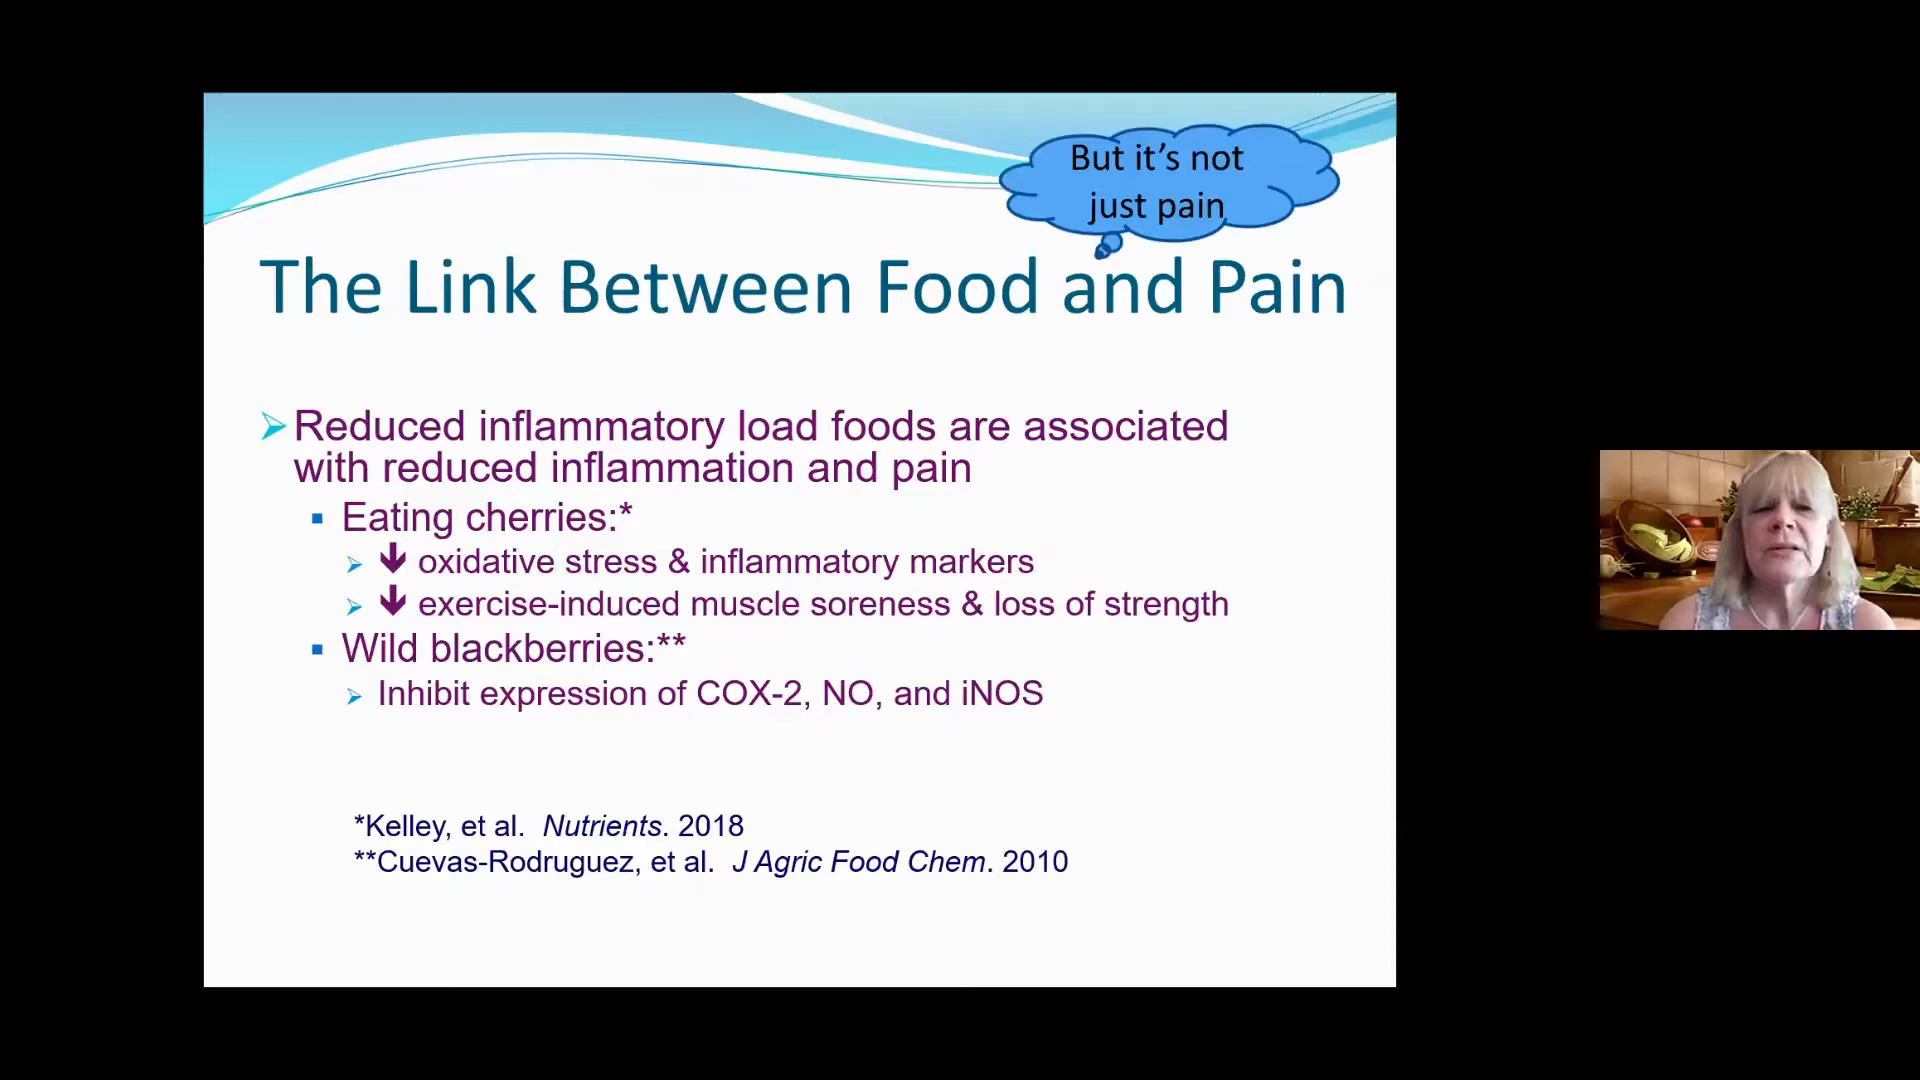 But it’s not
just pain
The Link Between Food and Pain
Reduced inflammatory load foods are associated
with reduced inflammation and pain
Eating cherries:*
🡻 oxidative stress & inflammatory markers
🡻 exercise-induced muscle soreness & loss of strength
Wild blackberries:**
Inhibit expression of COX-2, NO, and iNOS
*Kelley, et al. Nutrients. 2018
**Cuevas-Rodruguez, et al. J Agric Food Chem. 2010